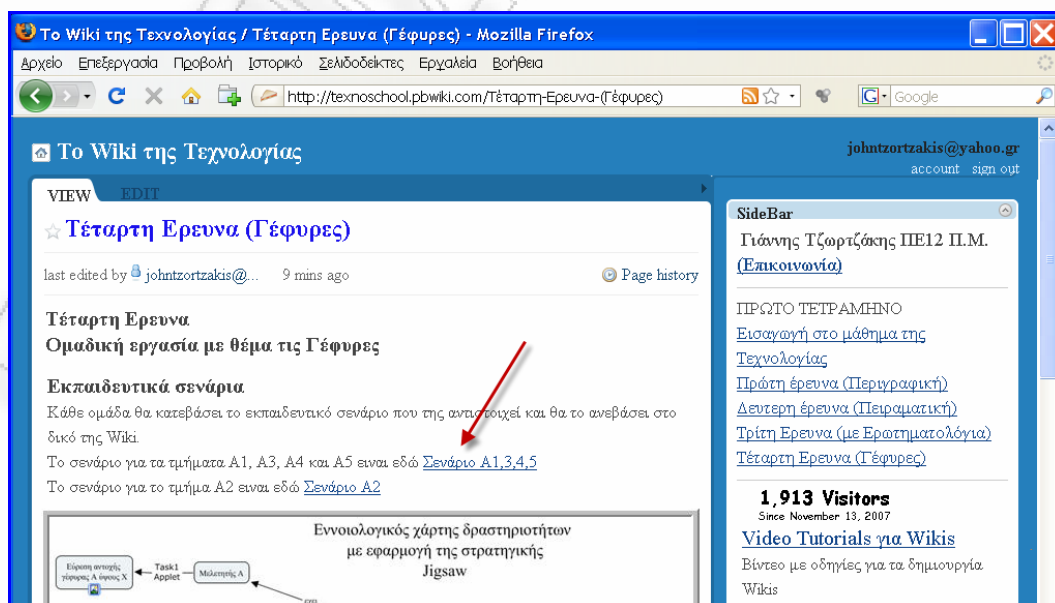 Το Wiki της Τεχνολογίας / Τέταρτη Ερευνα (Γέφυρες) - Mozilla Firefox
Αρχείο Επεξεργασία Προβολή Ιστορικό Σελιδοδείκτες Εργαλεία Βοήθεια
http://texnoschool.pbwiki.com/Τέταρτη-Ερευνα-(Γέφυρες)
Google
Το Wiki της Τεχνολογίας
johntzortzakis@yahoo.gr
account sign out
VIEW EDIT
Τέταρτη Ερευνα (Γέφυρες)
last edited by johntzortzakis@... 9 mins ago
Page history
Τέταρτη Ερευνα
Ομαδική εργασία με θέμα τις Γέφυρες
Εκπαιδευτικά σενάρια
Κάθε ομάδα θα κατεβάσει το εκπαιδευτικό σενάριο που της αντιστοιχεί και θα το ανεβάσει στο
δικό της Wiki.
Το σενάριο για τα τμήματα Α1, Α3, Α4 και Α5 ειναι εδώ Σενάριο Α1,3,4,5
Το σενάριο για το τμήμα Α2 ειναι εδώ Σενάριο Α2
Εννοιολογικός χάρτης δραστηριοτήτων
με εφαρμογή της στρατηγικής
Jigsaw
Εύρεση αντοχής
γέφυρας Α ύψους Χ
Task1
Applet
Μελετητής Α
SideBar
Γιάννης Τζωρτζάκης ΠΕ12 Π.Μ.
(Επικοινωνία)
ΠΡΩΤΟ ΤΕΤΡΑΜΗΝΟ
Εισαγωγή στο μάθημα της
Τεχνολογίας
Πρώτη έρευνα (Περιγραφική)
Δευτερη έρευνα (Πειραματική)
Τρίτη Ερευνα (με Ερωτηματολόγια)
Τέταρτη Ερευνα (Γέφυρες)
1,913 Visitors
Since November 13, 2007
Video Tutorials για Wikis
Βίντεο με οδηγίες για τα δημιουργία
Wikis